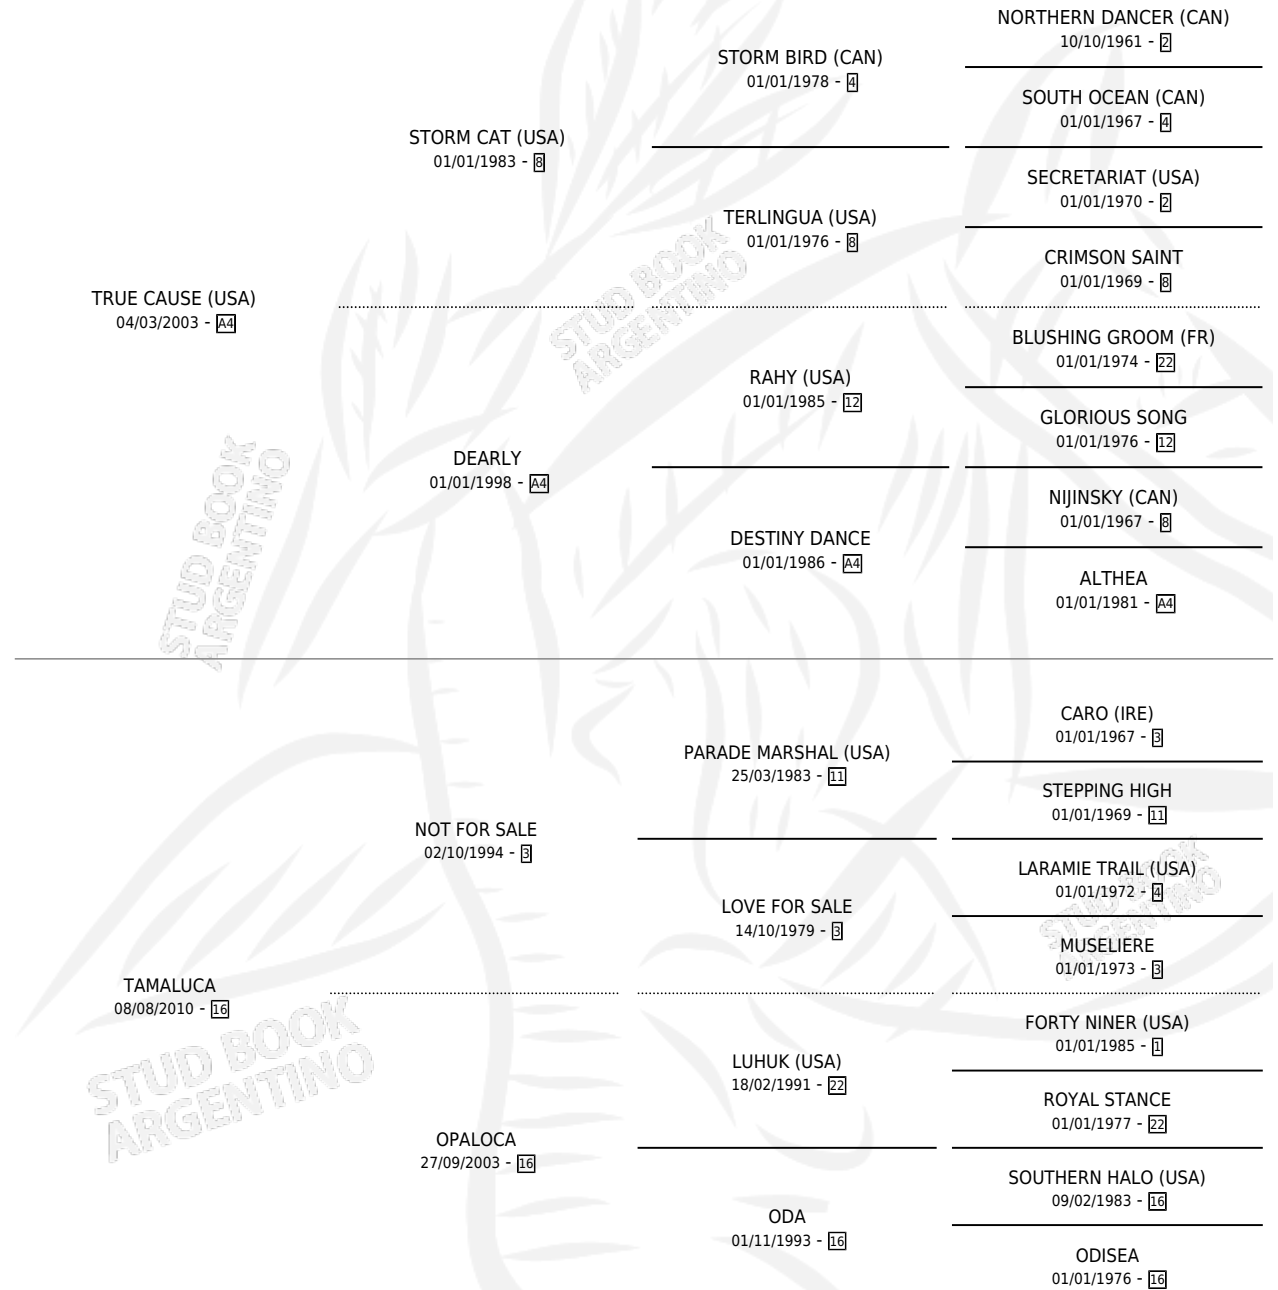 NORTHERN DANCER (CAN)
10/10/1961 - 2
STORM BIRD (CAN)
01/01/1978 - 4
SOUTH OCEAN (CAN)
01/01/1967 - 4
STORM CAT (USA)
01/01/1983 - 8
SECRETARIAT (USA)
01/01/1970 - 2
TERLINGUA (USA)
01/01/1976 - 8
CRIMSON SAINT
01/01/1969 - 8
TRUE CAUSE (USA)
04/03/2003 - A4
BLUSHING GROOM (FR)
01/01/1974 - 22
RAHY (USA)
01/01/1985 - 12
GLORIOUS SONG
01/01/1976 - 12
DEARLY
01/01/1998 - A4
NIJINSKY (CAN)
01/01/1967 - 8
DESTINY DANCE
01/01/1986 - A4
ALTHEA
01/01/1981 - A4
CARO (IRE)
01/01/1967 - 3
PARADE MARSHAL (USA)
25/03/1983 - 11
STEPPING HIGH
01/01/1969 - 11
NOT FOR SALE
02/10/1994 - 3
LARAMIE TRAIL (USA)
01/01/1972 - 4
LOVE FOR SALE
14/10/1979 - 3
MUSELIERE
01/01/1973 - 3
TAMALUCA
08/08/2010 - 16
FORTY NINER (USA)
01/01/1985 - 1
LUHUK (USA)
18/02/1991 - 22
ROYAL STANCE
01/01/1977 - 22
OPALOCA
27/09/2003 - 16
SOUTHERN HALO (USA)
09/02/1983 - 16
ODA
01/11/1993 - 16
ODISEA
01/01/1976 - 16
STUD BOOK
ARGENTINO
STUD BOOK
ARGENTINO
STUD BOOK
ARGENTINO
STUD BOOK
ARGENTINO